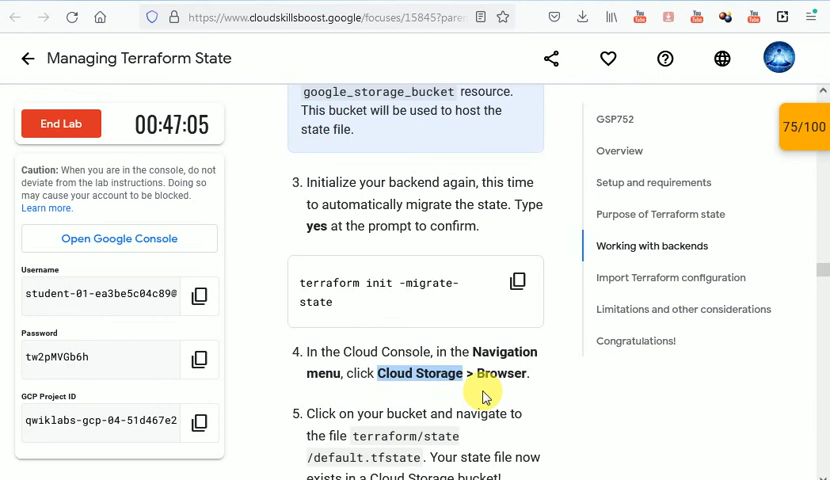 https://www.cloudskillsboost.google/focuses/15845?parent
Managing Terraform State
End Lab
00:47:05
Caution: When you are in the console, do not
deviate from the lab instructions. Doing so
may cause your account to be blocked.
Learn more.
Open Google Console
Username
student-01-ea3be5c04c89@
Password
tw2pMVGb6h
GCP Project ID
qwiklabs-gcp-04-51d467e2
google_storage_bucket resource.
This bucket will be used to host the
state file.
3. Initialize your backend again, this time
to automatically migrate the state. Type
yes at the prompt to confirm.
terraform init -migrate-
state
4. In the Cloud Console, in the Navigation
menu, click Cloud Storage > Browser.
5. Click on your bucket and navigate to
the file terraform/state
/default.tfstate. Your state file now
exists in a Cloud Storage bucket!
GSP752
Overview
Setup and requirements
Purpose of Terraform state
Working with backends
Import Terraform configuration
Limitations and other considerations
Congratulations!
75/100